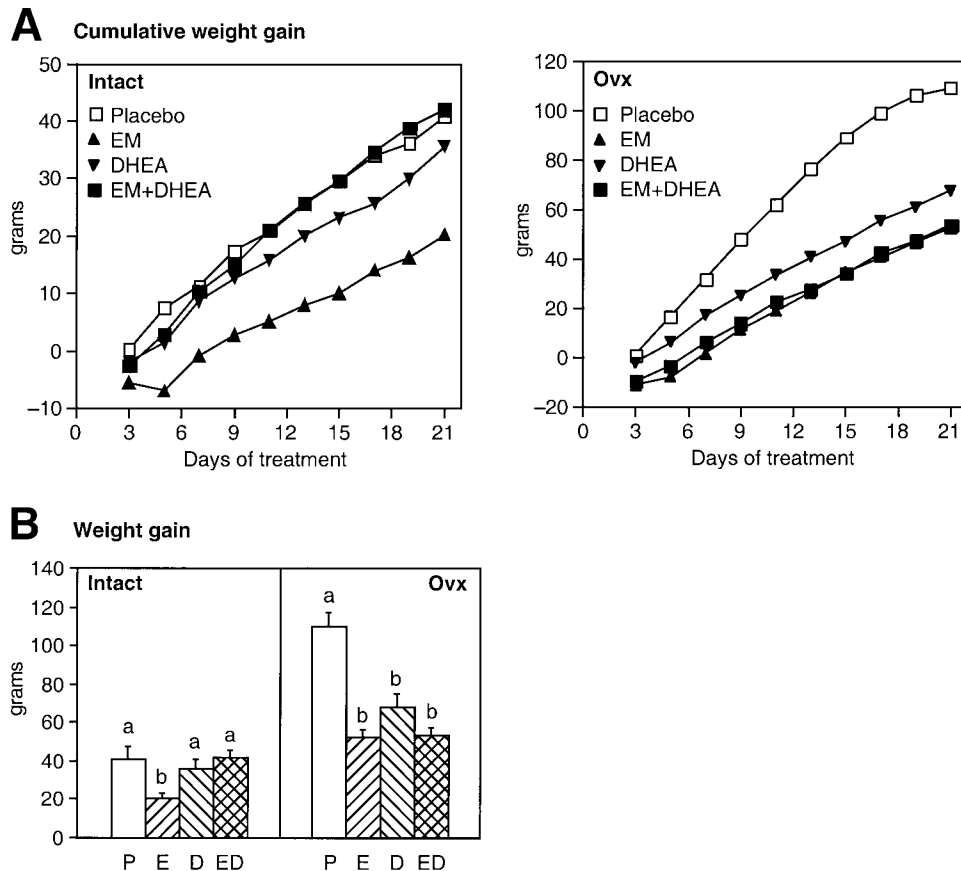 A Cumulative weight gain
50
40
30
20
10
0
–10
grams
Intact
Placebo
EM
DHEA
EM+DHEA
0 3 6 9 12 15 18 21
Days of treatment
120
100
80
60
40
20
0
–20
grams
Ovx
Placebo
EM
DHEA
EM+DHEA
0 3 6 9 12 15 18 21
Days of treatment
B Weight gain
140
120
100
80
60
40
20
0
grams
Intact
a b a a
P E D ED
Ovx
a b b b
P E D ED